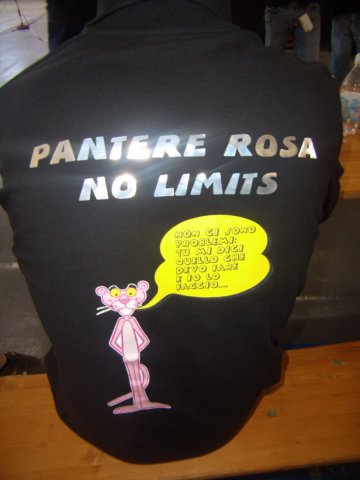 PANTERE ROSA
NO LIMITS
NON CI SONO
PROBLEMI:
TU MI DICI
QUELLO CHE
DEVO FARE
E IO LO
FACCIO....